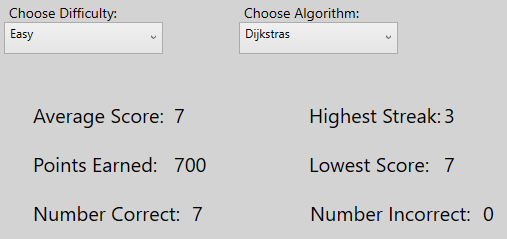 Choose Difficulty: Choose Algorithm:
Easy Dijkstras
Average Score: 7 Highest Streak: 3
Points Earned: 700 Lowest Score: 7
Number Correct: 7 Number Incorrect: 0